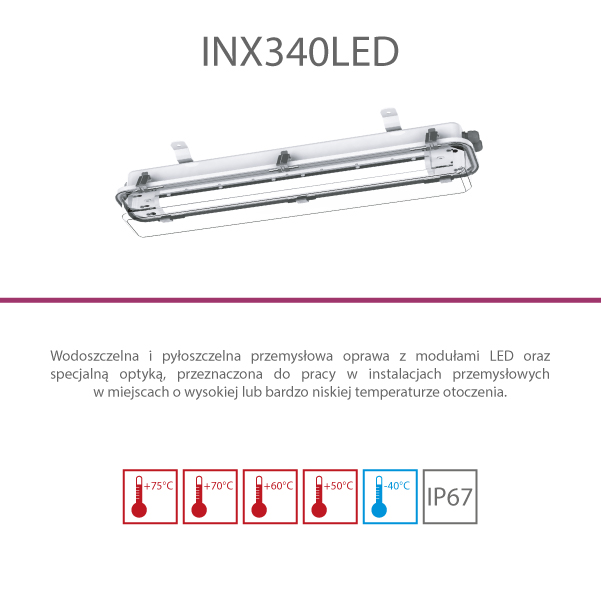 INX340LED
Wodoszczelna i pyłoszczelna przemysłowa oprawa z modułami LED oraz
specjalną optyką, przeznaczona do pracy w instalacjach przemysłowych
w miejscach o wysokiej lub bardzo niskiej temperaturze otoczenia.
+75°C +70°C +60°C +50°C -40°C IP67